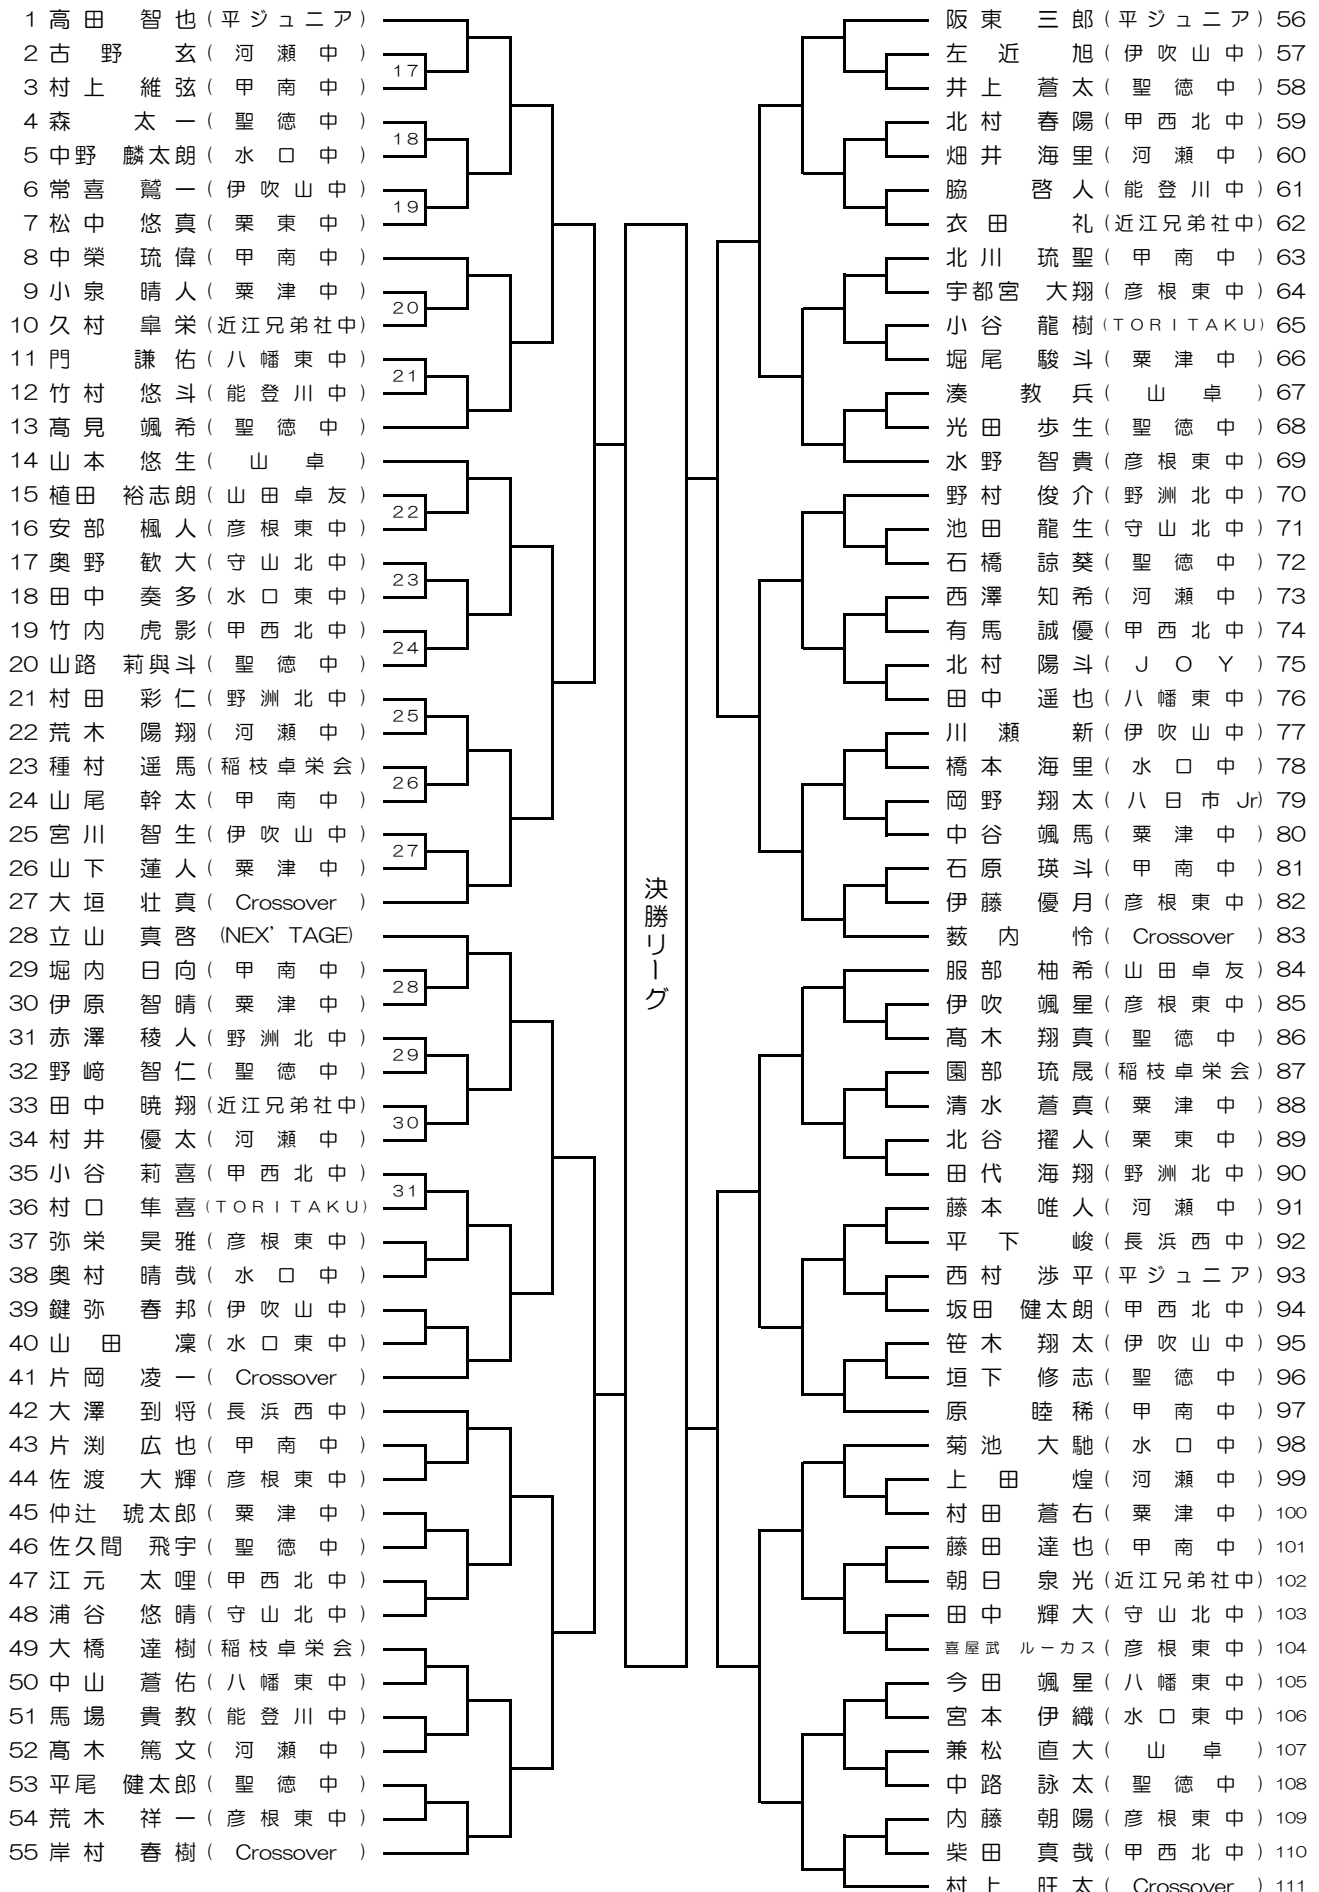 1 高田 智也 (平ジュニア)
2 古野 玄 (河瀬中)
17
3 村上 維弦 (甲南中)
4 森 太一 (聖徳中)
18
5 中野 麟太朗 (水口中)
6 常喜 鷲一 (伊吹山中)
19
7 松中 悠真 (栗東中)
8 中榮 琉偉 (甲南中)
9 小泉 晴人 (粟津中)
20
10 久村 皐栄 (近江兄弟社中)
11 門 謙佑 (八幡東中)
21
12 竹村 悠斗 (能登川中)
13 髙見 颯希 (聖徳中)
14 山本 悠生 (山卓)
15 植田 裕志朗 (山田卓友)
22
16 安部 楓人 (彦根東中)
17 奥野 歓大 (守山北中)
23
18 田中 奏多 (水口東中)
19 竹内 虎影 (甲西北中)
24
20 山路 莉與斗 (聖徳中)
21 村田 彩仁 (野洲北中)
25
22 荒木 陽翔 (河瀬中)
23 種村 遥馬 (稲枝卓栄会)
26
24 山尾 幹太 (甲南中)
25 宮川 智生 (伊吹山中)
27
26 山下 蓮人 (粟津中)
27 大垣 壮真 (Crossover)
28 立山 真啓 (NEX’TAGE)
29 堀内 日向 (甲南中)
28
30 伊原 智晴 (粟津中)
31 赤澤 稜人 (野洲北中)
29
32 野﨑 智仁 (聖徳中)
33 田中 暁翔 (近江兄弟社中)
30
34 村井 優太 (河瀬中)
35 小谷 莉喜 (甲西北中)
31
36 村口 隼喜 (TORITAKU)
37 弥栄 昊雅 (彦根東中)
38 奥村 晴哉 (水口中)
39 鍵弥 春邦 (伊吹山中)
40 山田 凜 (水口東中)
41 片岡 凌一 (Crossover)
42 大澤 到将 (長浜西中)
43 片渕 広也 (甲南中)
44 佐渡 大輝 (彦根東中)
45 仲辻 琥太郎 (粟津中)
46 佐久間 飛宇 (聖徳中)
47 江元 太哩 (甲西北中)
48 浦谷 悠晴 (守山北中)
49 大橋 達樹 (稲枝卓栄会)
50 中山 蒼佑 (八幡東中)
51 馬場 貴教 (能登川中)
52 髙木 篤文 (河瀬中)
53 平尾 健太郎 (聖徳中)
54 荒木 祥一 (彦根東中)
55 岸村 春樹 (Crossover)
決勝リーグ
阪東 三郎 (平ジュニア) 56
左近 旭 (伊吹山中) 57
井上 蒼太 (聖徳中) 58
北村 春陽 (甲西北中) 59
畑井 海里 (河瀬中) 60
脇 啓人 (能登川中) 61
衣田 礼 (近江兄弟社中) 62
北川 琉聖 (甲南中) 63
宇都宮 大翔 (彦根東中) 64
小谷 龍樹 (TORITAKU) 65
堀尾 駿斗 (粟津中) 66
湊 教兵 (山卓) 67
光田 歩生 (聖徳中) 68
水野 智貴 (彦根東中) 69
野村 俊介 (野洲北中) 70
池田 龍生 (守山北中) 71
石橋 諒葵 (聖徳中) 72
西澤 知希 (河瀬中) 73
有馬 誠優 (甲西北中) 74
北村 陽斗 (JOY) 75
田中 遥也 (八幡東中) 76
川瀬 新 (伊吹山中) 77
橋本 海里 (水口中) 78
岡野 翔太 (八日市Jr) 79
中谷 颯馬 (粟津中) 80
石原 瑛斗 (甲南中) 81
伊藤 優月 (彦根東中) 82
薮内 怜 (Crossover) 83
服部 柚希 (山田卓友) 84
伊吹 颯星 (彦根東中) 85
髙木 翔真 (聖徳中) 86
園部 琉晟 (稲枝卓栄会) 87
清水 蒼真 (粟津中) 88
北谷 擢人 (栗東中) 89
田代 海翔 (野洲北中) 90
藤本 唯人 (河瀬中) 91
平下 峻 (長浜西中) 92
西村 渉平 (平ジュニア) 93
坂田 健太朗 (甲西北中) 94
笹木 翔太 (伊吹山中) 95
垣下 修志 (聖徳中) 96
原 睦稀 (甲南中) 97
菊池 大馳 (水口中) 98
上田 煌 (河瀬中) 99
村田 蒼右 (粟津中) 100
藤田 達也 (甲南中) 101
朝日 泉光 (近江兄弟社中) 102
田中 輝大 (守山北中) 103
喜屋武 ルーカス (彦根東中) 104
今田 颯星 (八幡東中) 105
宮本 伊織 (水口東中) 106
兼松 直大 (山卓) 107
中路 詠太 (聖徳中) 108
内藤 朝陽 (彦根東中) 109
柴田 真哉 (甲西北中) 110
村上 旺太 (Crossover) 111